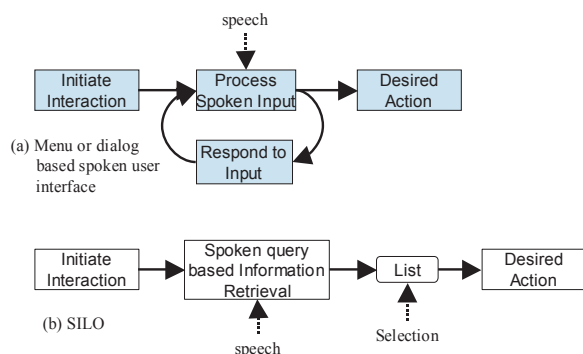 speech
Initiate
Interaction
Process
Spoken Input
Desired
Action
Respond to
Input
(a) Menu or dialog
based spoken user
interface
Initiate
Interaction
Spoken query
based Information
Retrieval
List
Desired
Action
(b) SILO
speech
Selection